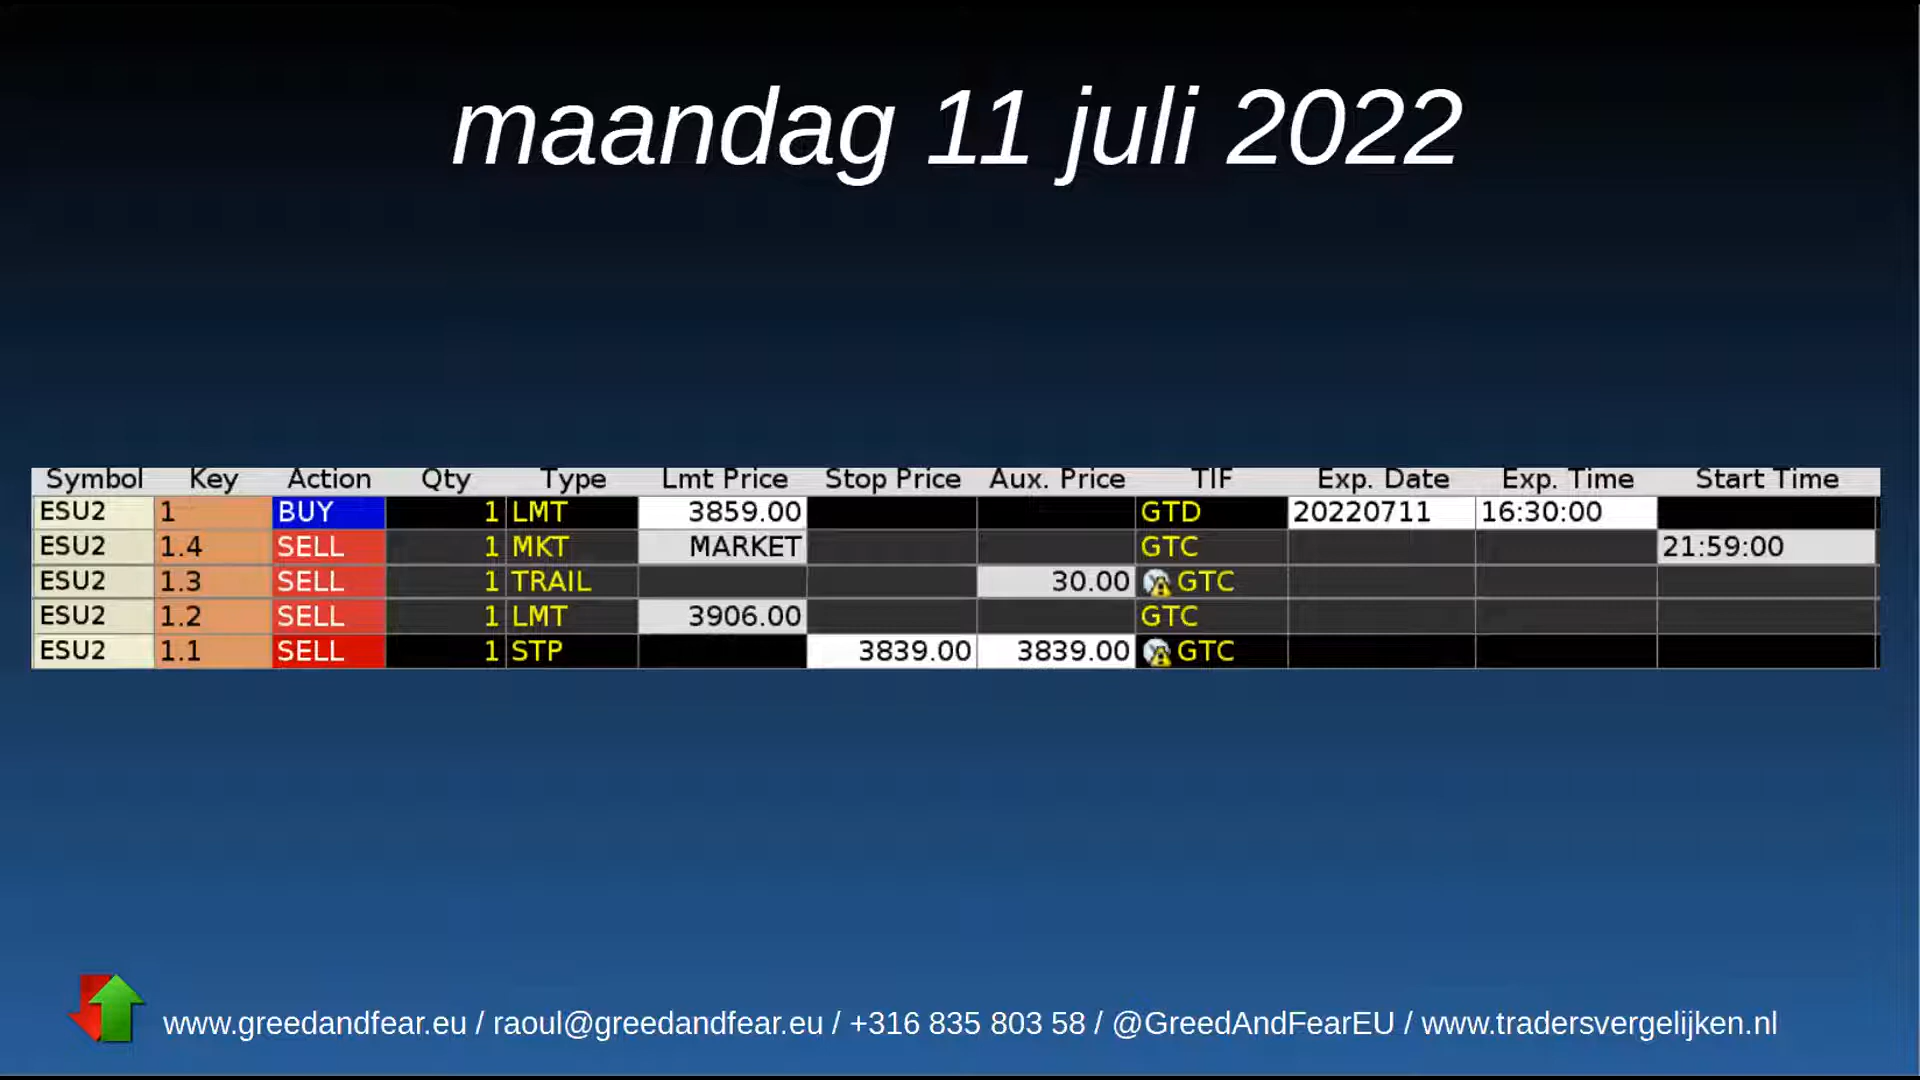 maandag 11 juli 2022
Symbol Key Action Qty Type Lmt Price Stop Price Aux. Price TIF Exp. Date Exp. Time Start Time
ESU2 1 BUY 1 LMT 3859.00 GTD 20220711 16:30:00
ESU2 1.4 SELL 1 MKT MARKET GTC 21:59:00
ESU2 1.3 SELL 1 TRAIL 30.00 GTC
ESU2 1.2 SELL 1 LMT 3906.00 GTC
ESU2 1.1 SELL 1 STP 3839.00 3839.00 GTC
www.greedandfear.eu / raoul@greedandfear.eu / +316 835 803 58 / @GreedAndFearEU / www.tradersvergelijken.nl